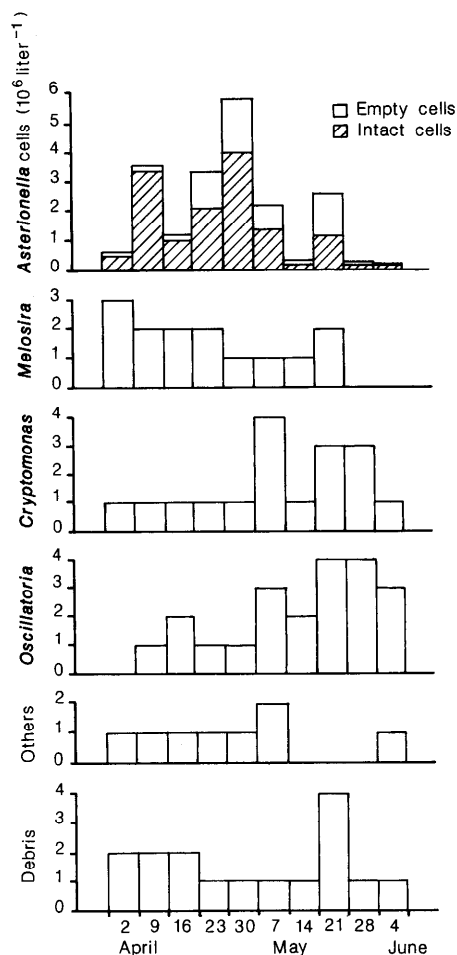 Asterionella cells (10⁶ liter⁻¹)
6
5
4
3
2
1
0
Empty cells
Intact cells
Melosira
3
2
1
0
Cryptomonas
4
3
2
1
0
Oscillatoria
4
3
2
1
0
Others
2
1
0
Debris
4
3
2
1
0
2 9 16 23 30 7 14 21 28 4
April May June